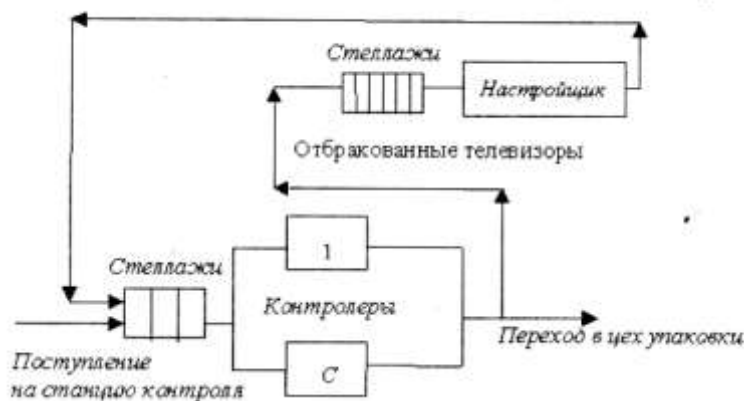 Стеллажи
Настройщик
Отбракованные телевизоры
1
Стеллажи
Контролеры
Поступление
на станцию контроля
С
Переход в цех упаковки